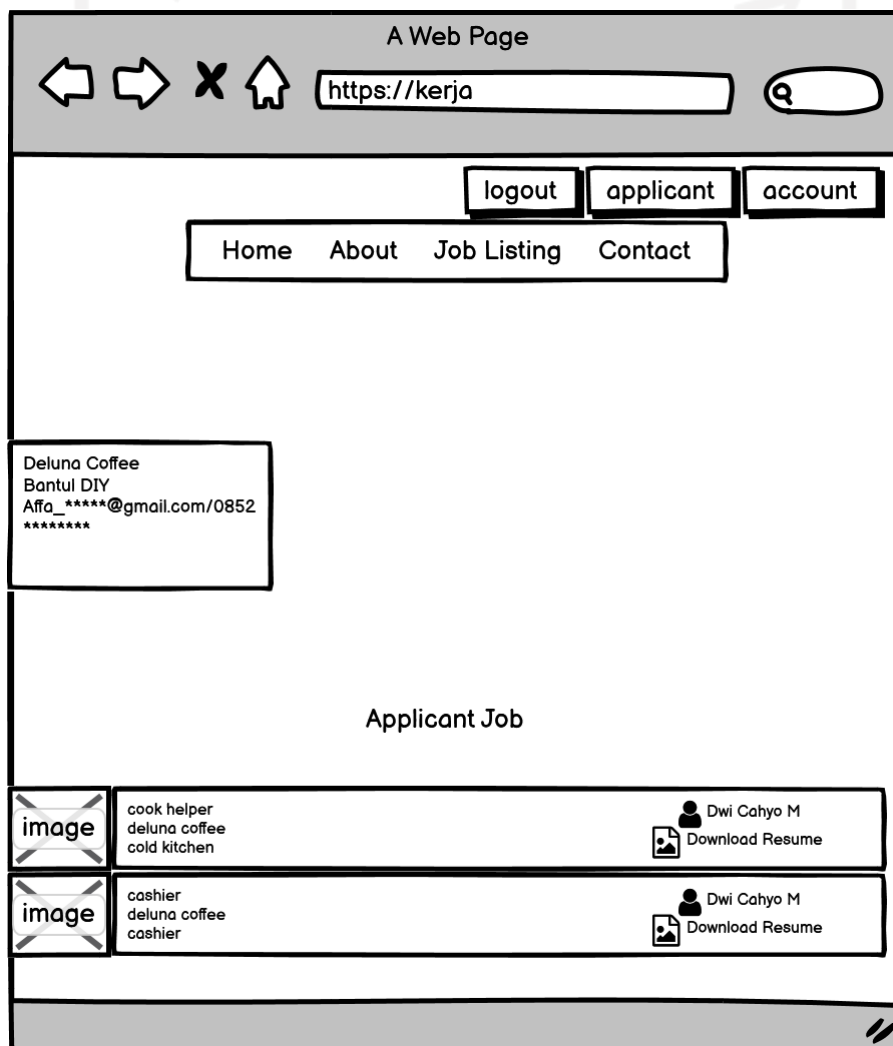 A Web Page
https://kerja
logout applicant account
Home About Job Listing Contact
Deluna Coffee
Bantul DIY
Affa_*****@gmail.com/0852
********
Applicant Job
image
cook helper
deluna coffee
cold kitchen
Dwi Cahyo M
Download Resume
image
cashier
deluna coffee
cashier
Dwi Cahyo M
Download Resume